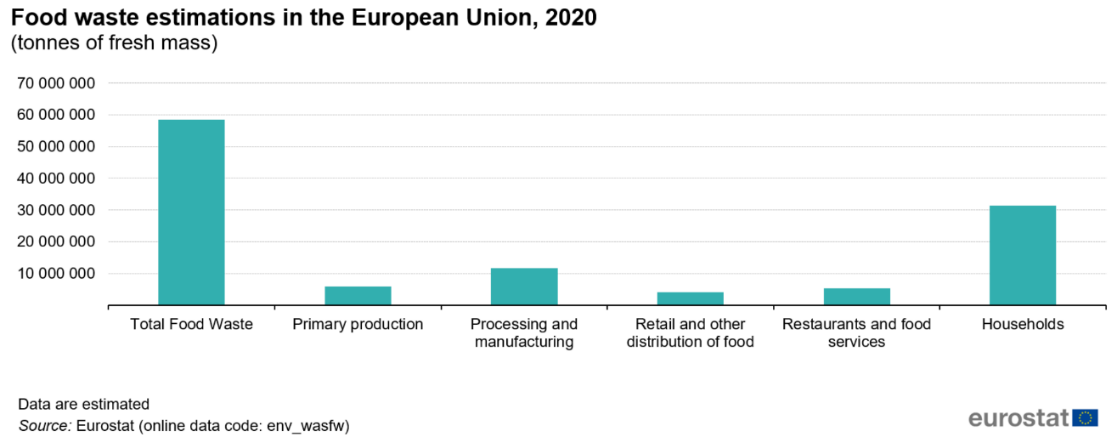 Food waste estimations in the European Union, 2020
(tonnes of fresh mass)
70 000 000
60 000 000
50 000 000
40 000 000
30 000 000
20 000 000
10 000 000
Total Food Waste
Primary production
Processing and
manufacturing
Retail and other
distribution of food
Restaurants and food
services
Households
Data are estimated
Source: Eurostat (online data code: env_wasfw)
eurostat